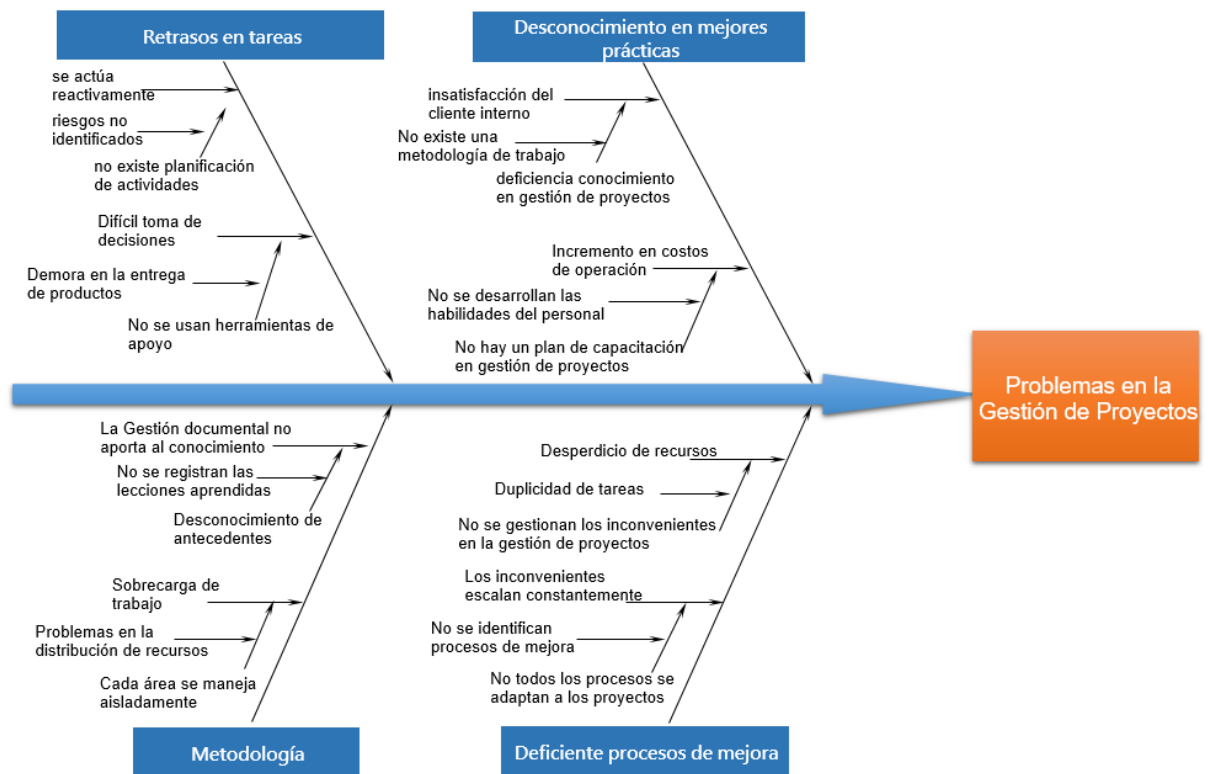 Retrasos en tareas
Desconocimiento en mejores
prácticas
se actúa
reactivamente
riesgos no
identificados
no existe planificación
de actividades
Difícil toma de
decisiones
Demora en la entrega
de productos
No se usan herramientas de
apoyo
insatisfacción del
cliente interno
No existe una
metodología de trabajo
deficiencia conocimiento
en gestión de proyectos
Incremento en costos
de operación
No se desarrollan las
habilidades del personal
No hay un plan de capacitación
en gestión de proyectos
Problemas en la
Gestión de Proyectos
La Gestión documental no
aporta al conocimiento
No se registran las
lecciones aprendidas
Desconocimiento de
antecedentes
Sobrecarga de
trabajo
Problemas en la
distribución de recursos
Cada área se maneja
aisladamente
Desperdicio de recursos
Duplicidad de tareas
No se gestionan los inconvenientes
en la gestión de proyectos
Los inconvenientes
escalan constantemente
No se identifican
procesos de mejora
No todos los procesos se
adaptan a los proyectos
Metodología
Deficiente procesos de mejora